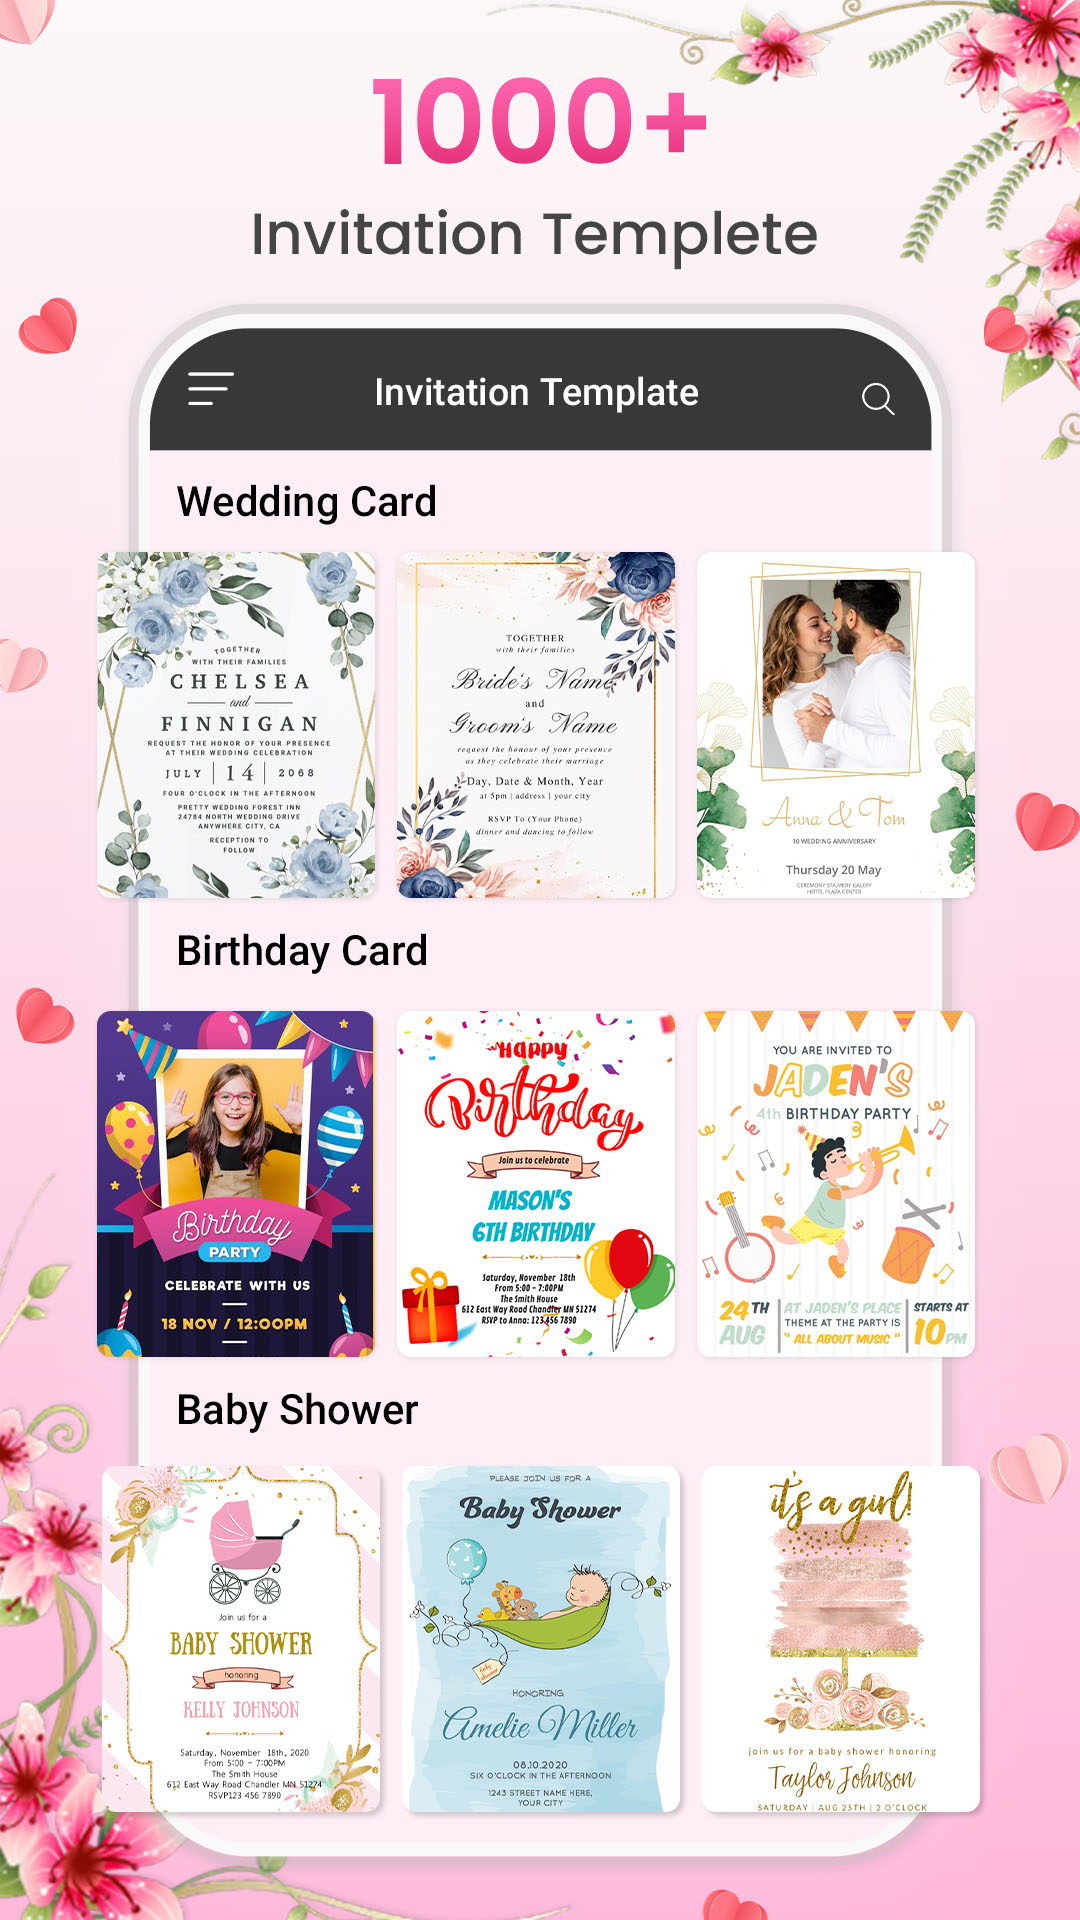 1000+
Invitation Templete
Invitation Template
Wedding Card
TOGETHER
WITH THEIR FAMILIES
CHELSEA
and
FINNIGAN
REQUEST THE HONOR OF YOUR PRESENCE
AT THEIR WEDDING CELEBRATION
JULY 14 2068
FOUR O'CLOCK IN THE AFTERNOON
PRETTY WEDDING FOREST INN
24784 NORTH WEDDING DRIVE
ANYWHERE CITY, CA
RECEPTION TO
FOLLOW
TOGETHER
with their families
Bride's Name
and
Groom's Name
request the honour of your presence
as they celebrate their marriage
Day, Date & Month, Year
at 5pm | address | your city
RSVP To (Your Phone)
dinner and dancing to follow
Anna & Tom
10 WEDDING ANNIVERSARY
Thursday 20 May
CEREMONY STAJVERY GALERY
HOTEL PLAZA CENTER
Birthday Card
Birthday
PARTY
CELEBRATE WITH US
18 NOV / 12:00PM
Happy
Birthday
Join us to celebrate
MASON'S
6TH BIRTHDAY
Saturday, November 18th
From 5:00 - 7:00PM
The Smith House
612 East Way Road Chandler MN 51274
RSVP to Anna: 123 456 7890
YOU ARE INVITED TO
JADEN'S
4th BIRTHDAY PARTY
24TH
AUG
AT JADEN'S PLACE
THEME AT THE PARTY IS
" ALL ABOUT MUSIC "
STARTS AT
10PM
Baby Shower
Join us for a
BABY SHOWER
honoring
KELLY JOHNSON
Saturday, November 18th, 2020
From 5:00 - 7:00PM
The Smith House
612 East Way Road Chandler MN 51274
RSVP123 456 7890
PLEASE JOIN US FOR A
Baby Shower
baby shower
HONORING
Amelie Miller
08.10.2020
SIX O'CLOCK IN THE AFTERNOON
1243 STREET NAME HERE,
YOUR CITY
it's a girl!
join us for a baby shower honoring
Taylor Johnson
SATURDAY | AUG 25TH | 2 O'CLOCK